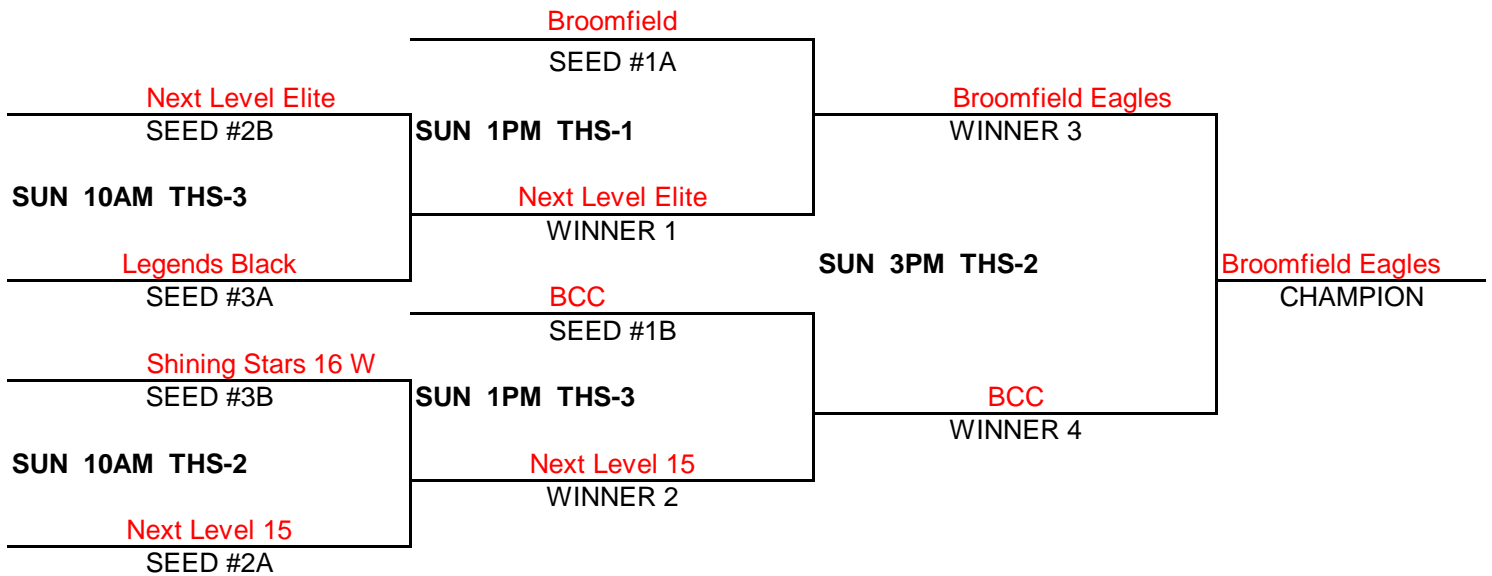 Broomfield
SEED #1A
Next Level Elite
Broomfield Eagles
SEED #2B
SUN 1PM THS-1
WINNER 3
SUN 10AM THS-3
Next Level Elite
WINNER 1
Legends Black
SUN 3PM THS-2
Broomfield Eagles
SEED #3A
BCC
CHAMPION
SEED #1B
Shining Stars 16 W
SEED #3B
SUN 1PM THS-3
BCC
WINNER 4
SUN 10AM THS-2
Next Level 15
WINNER 2
Next Level 15
SEED #2A